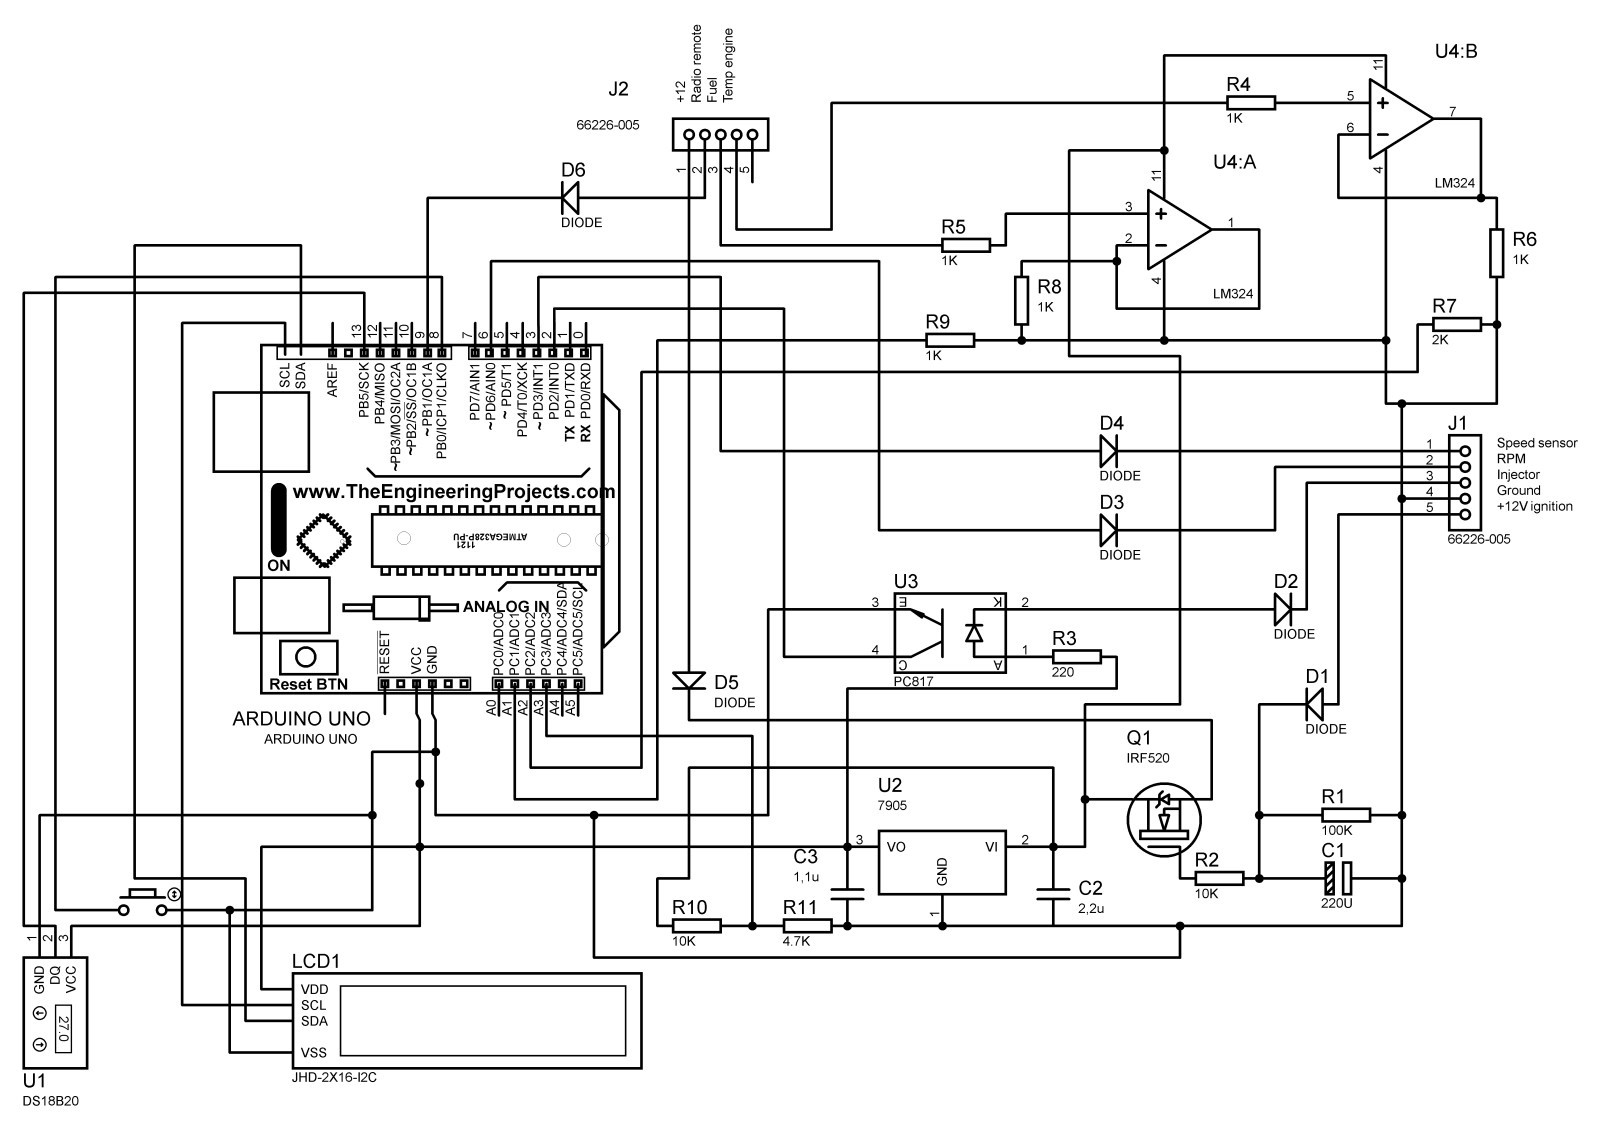 U4:B
11
R4
1K
5
6
7
4
LM324
+12
Radio remote
Fuel
Temp engine
J2
66226-005
1
2
3
4
5
D6
DIODE
U4:A
11
3
2
1
4
LM324
R5
1K
R6
1K
R7
2K
R8
1K
R9
1K
SCL
SDA
AREF
13
12
11
10
9
8
7
6
5
4
3
2
1
0
PB5/SCK
PB4/MISO
~PB3/MOSI/OC2A
~PB2/SS/OC1B
~PB1/OC1A
PB0/ICP1/CLKO
PD7/AIN1
~PD6/AIN0
~PD5/T1
PD4/T0/XCK
~PD3/INT1
PD2/INT0
TX PD1/TXD
RX PD0/RXD
www.TheEngineeringProjects.com
ATMEGA328P-PU
1121
ON
ANALOG IN
RESET
VCC
GND
PC0/ADC0
PC1/ADC1
PC2/ADC2
PC3/ADC3
PC4/ADC4/SDA
PC5/ADC5/SCL
Reset BTN
A0
A1
A2
A3
A4
A5
ARDUINO UNO
ARDUINO UNO
D4
DIODE
D3
DIODE
J1
1
2
3
4
5
Speed sensor
RPM
Injector
Ground
+12V ignition
66226-005
U3
3
E
K
2
4
C
A
1
PC817
R3
220
D2
DIODE
D1
DIODE
D5
DIODE
Q1
IRF520
U2
7905
3
VO
VI
2
GND
1
C3
1,1u
C2
2,2u
R1
100K
C1
220U
R2
10K
R10
10K
R11
4.7K
1
2
3
GND
DQ
VCC
27.0
U1
DS18B20
LCD1
VDD
SCL
SDA
VSS
JHD-2X16-I2C